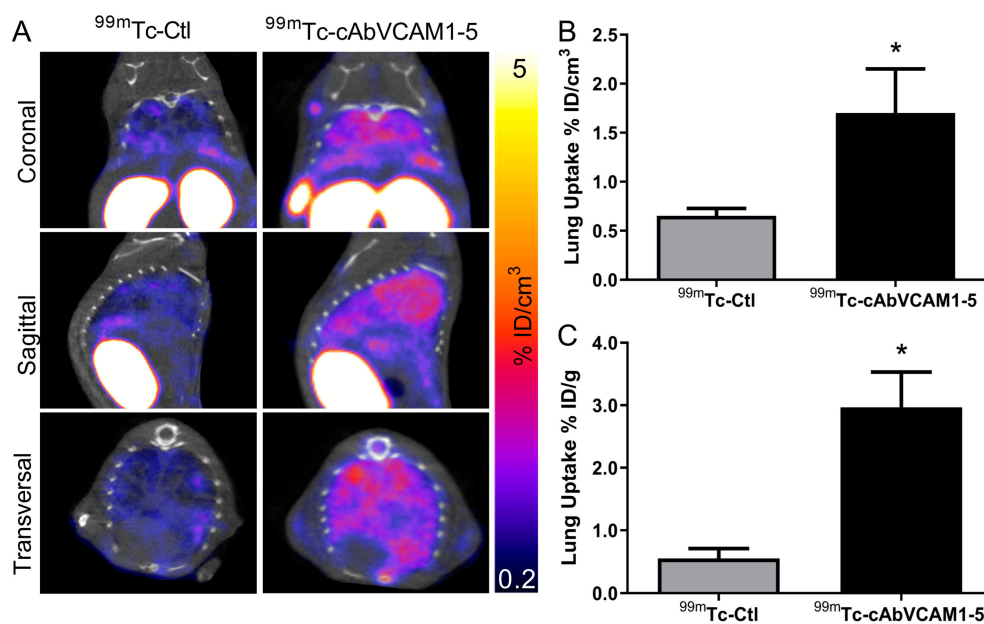 A
⁹⁹ᵐTc-Ctl
⁹⁹ᵐTc-cAbVCAM1-5
Coronal
Sagittal
Transversal
5
% ID/cm³
0.2
B
Lung Uptake % ID/cm³
2.5
2.0
1.5
1.0
0.5
0.0
*
⁹⁹ᵐTc-Ctl
⁹⁹ᵐTc-cAbVCAM1-5
C
Lung Uptake % ID/g
4.0
3.0
2.0
1.0
0.0
*
⁹⁹ᵐTc-Ctl
⁹⁹ᵐTc-cAbVCAM1-5